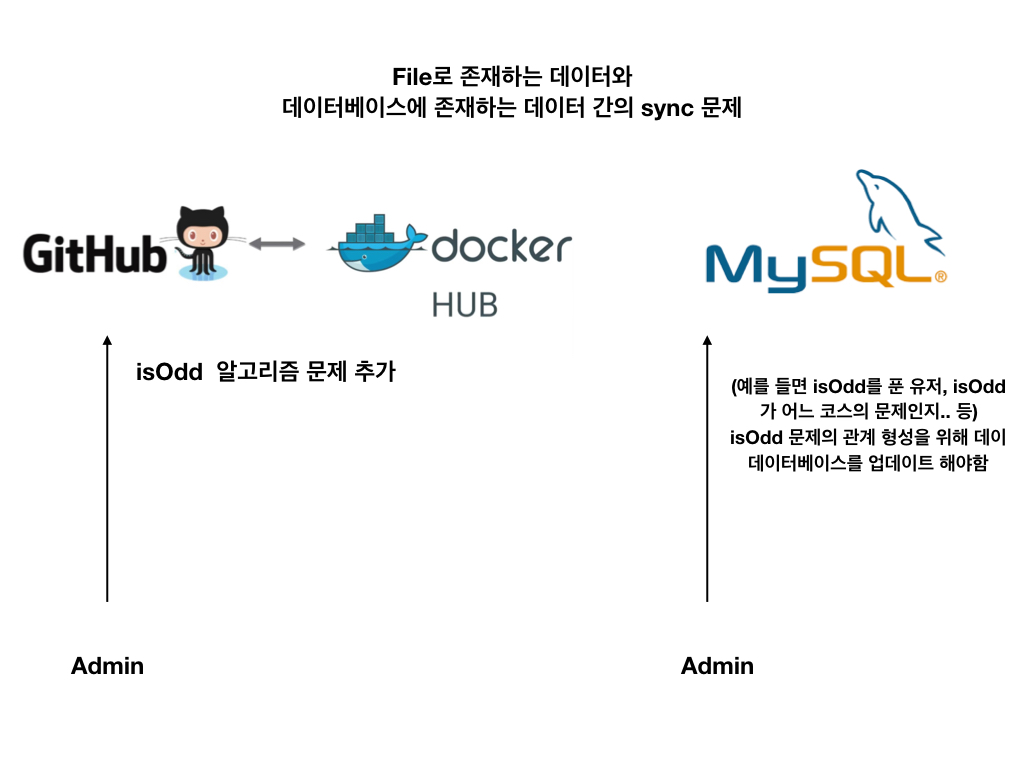 File로 존재하는 데이터와
데이터베이스에 존재하는 데이터 간의 sync 문제
GitHub
docker
HUB
MySQL®
isOdd 알고리즘 문제 추가
(예를 들면 isOdd를 푼 유저, isOdd
가 어느 코스의 문제인지.. 등)
isOdd 문제의 관계 형성을 위해 데이
데이터베이스를 업데이트 해야함
Admin
Admin